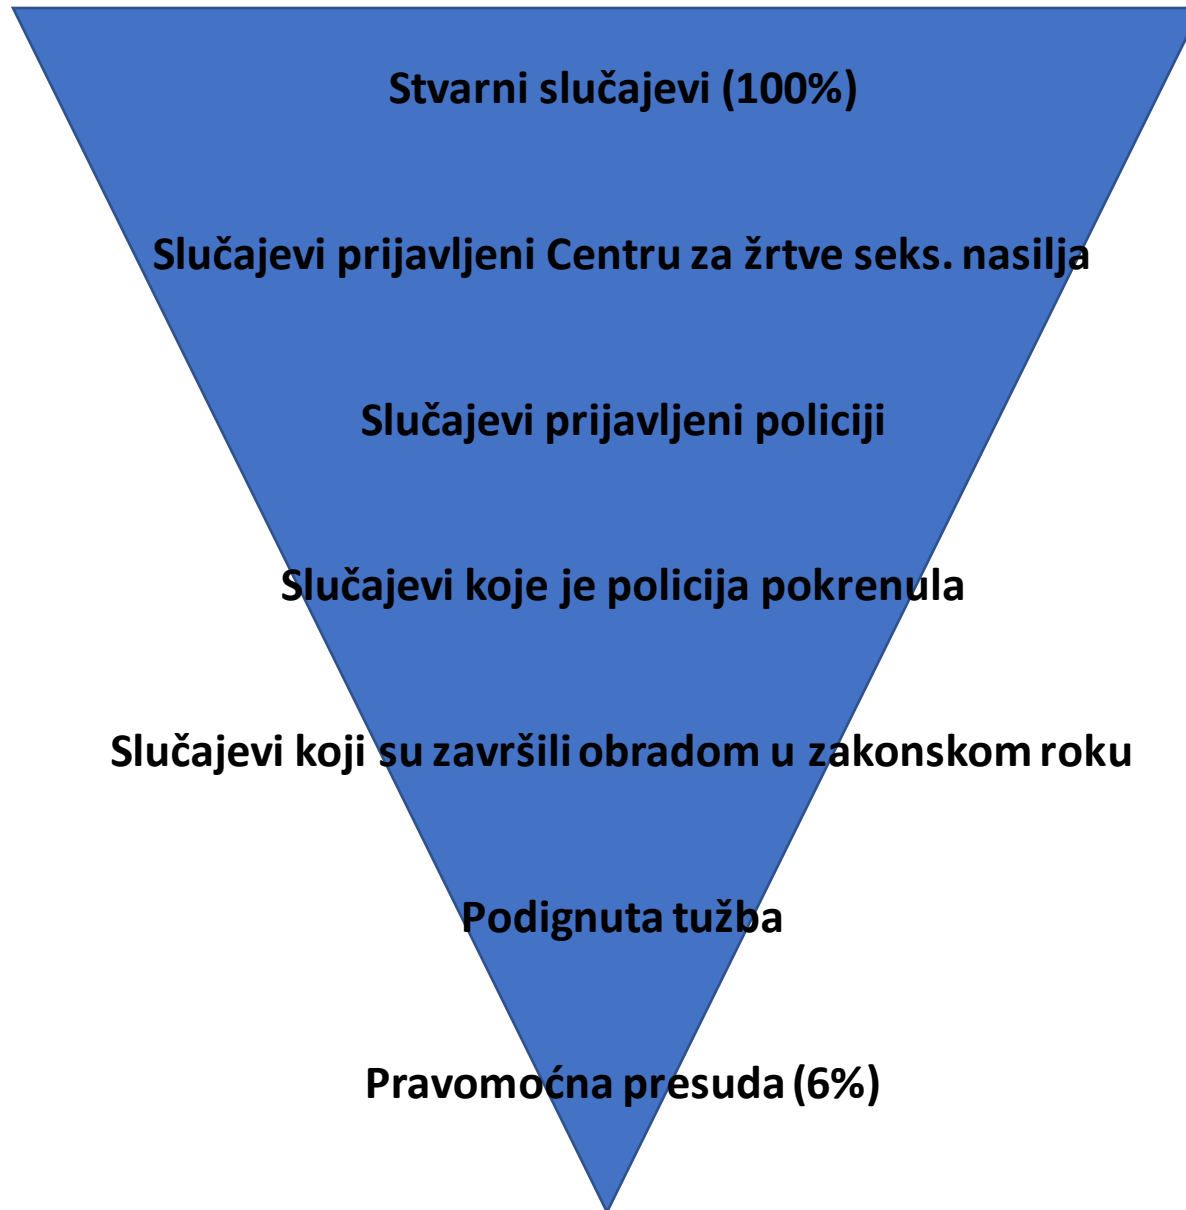 Stvarni slučajevi (100%)
Slučajevi prijavljeni Centru za žrtve seks. nasilja
Slučajevi prijavljeni policiji
Slučajevi koje je policija pokrenula
Slučajevi koji su završili obradom u zakonskom roku
Podignuta tužba
Pravomoćna presuda (6%)